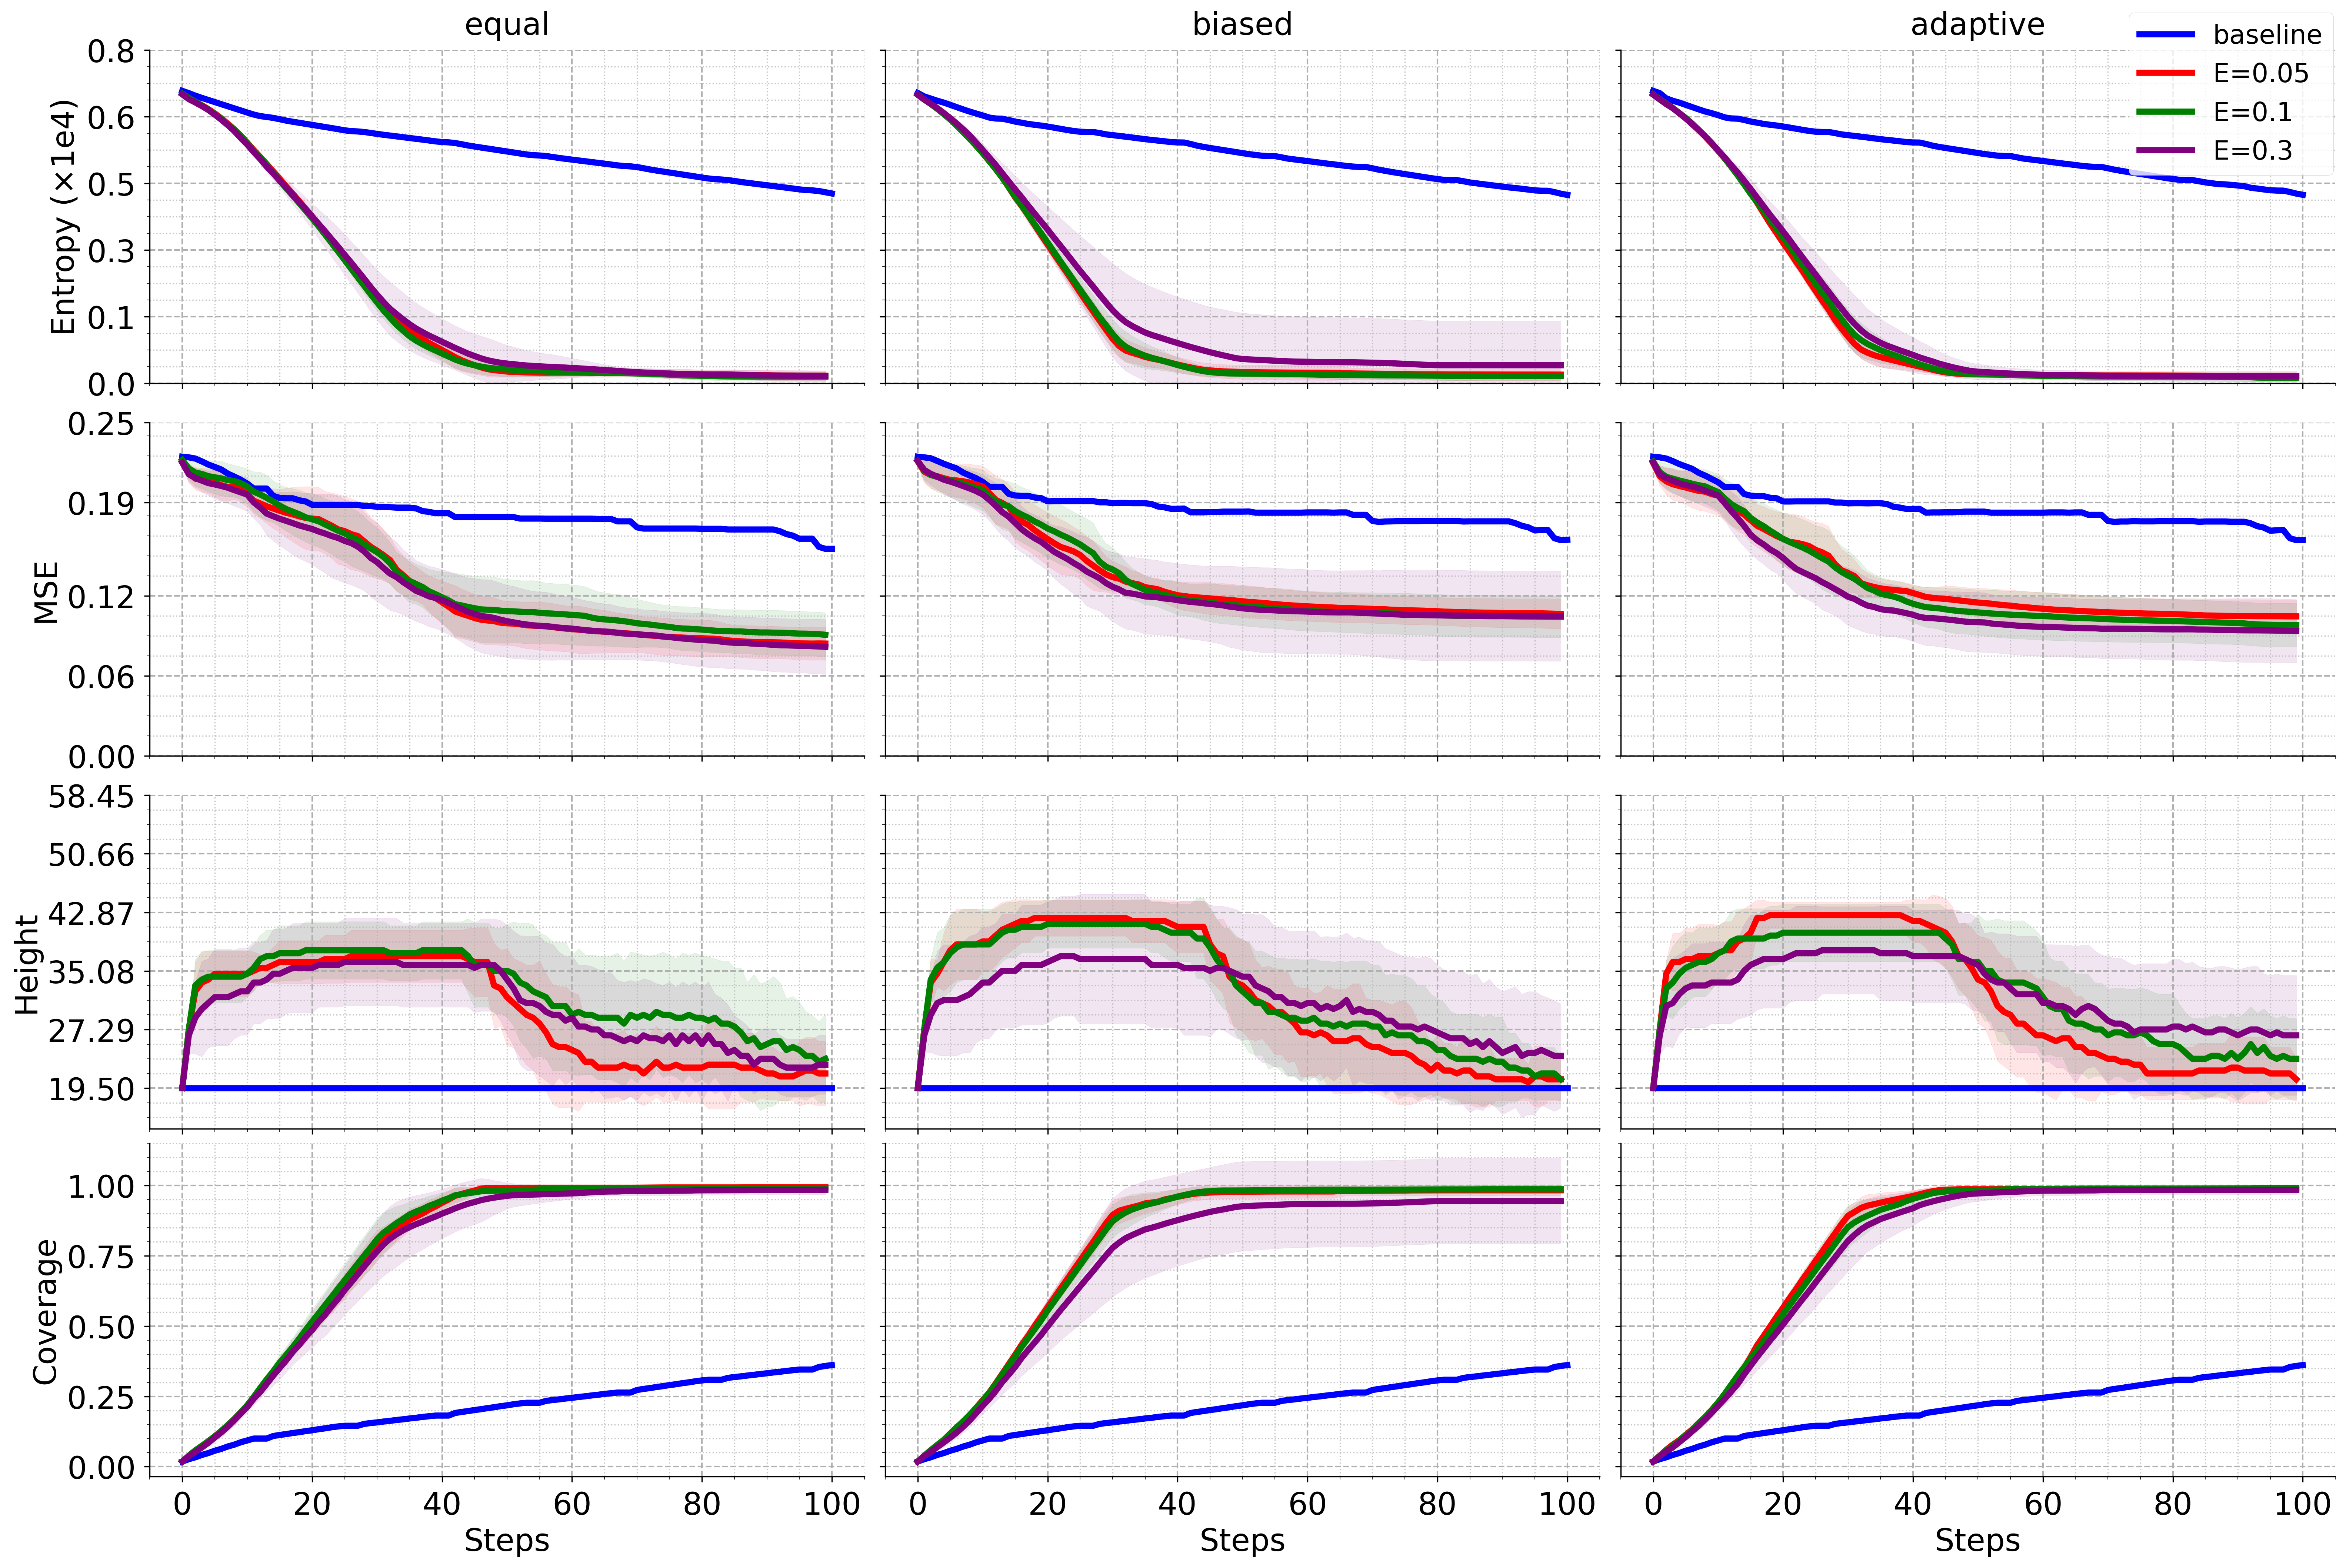 equal biased adaptive
baseline
E=0.05
E=0.1
E=0.3
Entropy (×1e4)
0.8
0.6
0.5
0.3
0.1
0.0
MSE
0.25
0.19
0.12
0.06
0.00
Height
58.45
50.66
42.87
35.08
27.29
19.50
Coverage
1.00
0.75
0.50
0.25
0.00
0 20 40 60 80 100 0 20 40 60 80 100 0 20 40 60 80 100
Steps Steps Steps